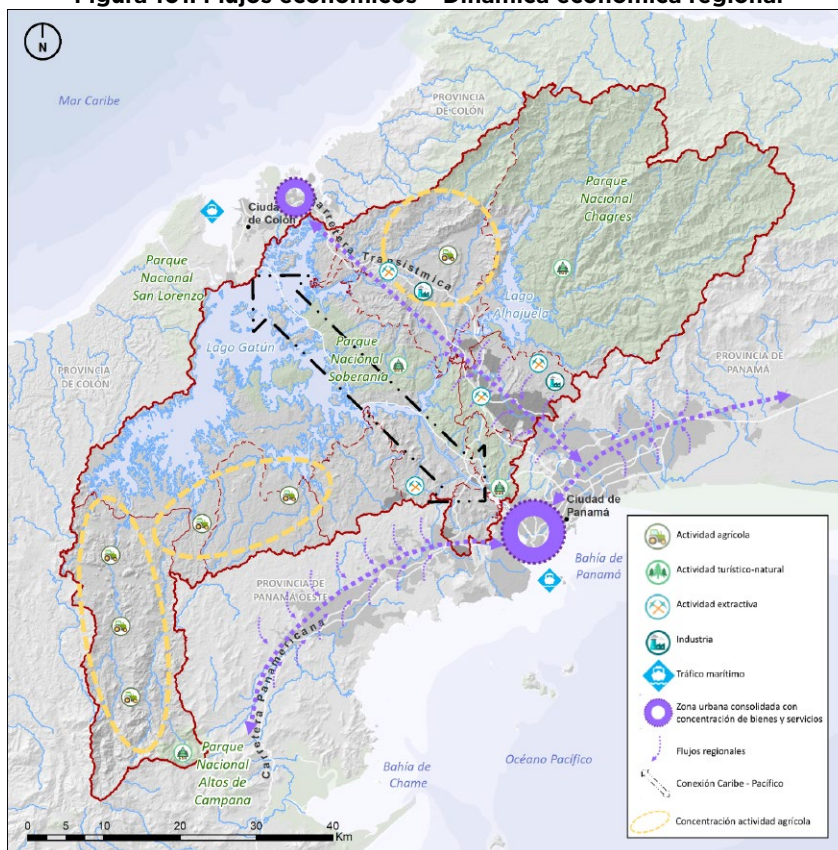 Figura 161. Flujos económicos – Dinámica económica regional
N
Mar Caribe
PROVINCIA
DE COLÓN
Ciudad
de Colón
Carretera Transístmica
Parque
Nacional
Chagres
Parque
Nacional
San Lorenzo
Lago
Alhajuela
Lago Gatún
Parque
Nacional
Soberanía
PROVINCIA
DE COLÓN
PROVINCIA DE
PANAMÁ
Ciudad de
Panamá
Bahía de
Panamá
PROVINCIA DE
PANAMÁ OESTE
Carretera Panamericana
Parque
Nacional
Altos de
Campana
Bahía de
Chame
Océano Pacífico
Actividad agrícola
Actividad turístico-natural
Actividad extractiva
Industria
Tráfico marítimo
Zona urbana consolidada con
concentración de bienes y servicios
Flujos regionales
Conexión Caribe - Pacífico
Concentración actividad agrícola
0 5 10 20 30 40
Km